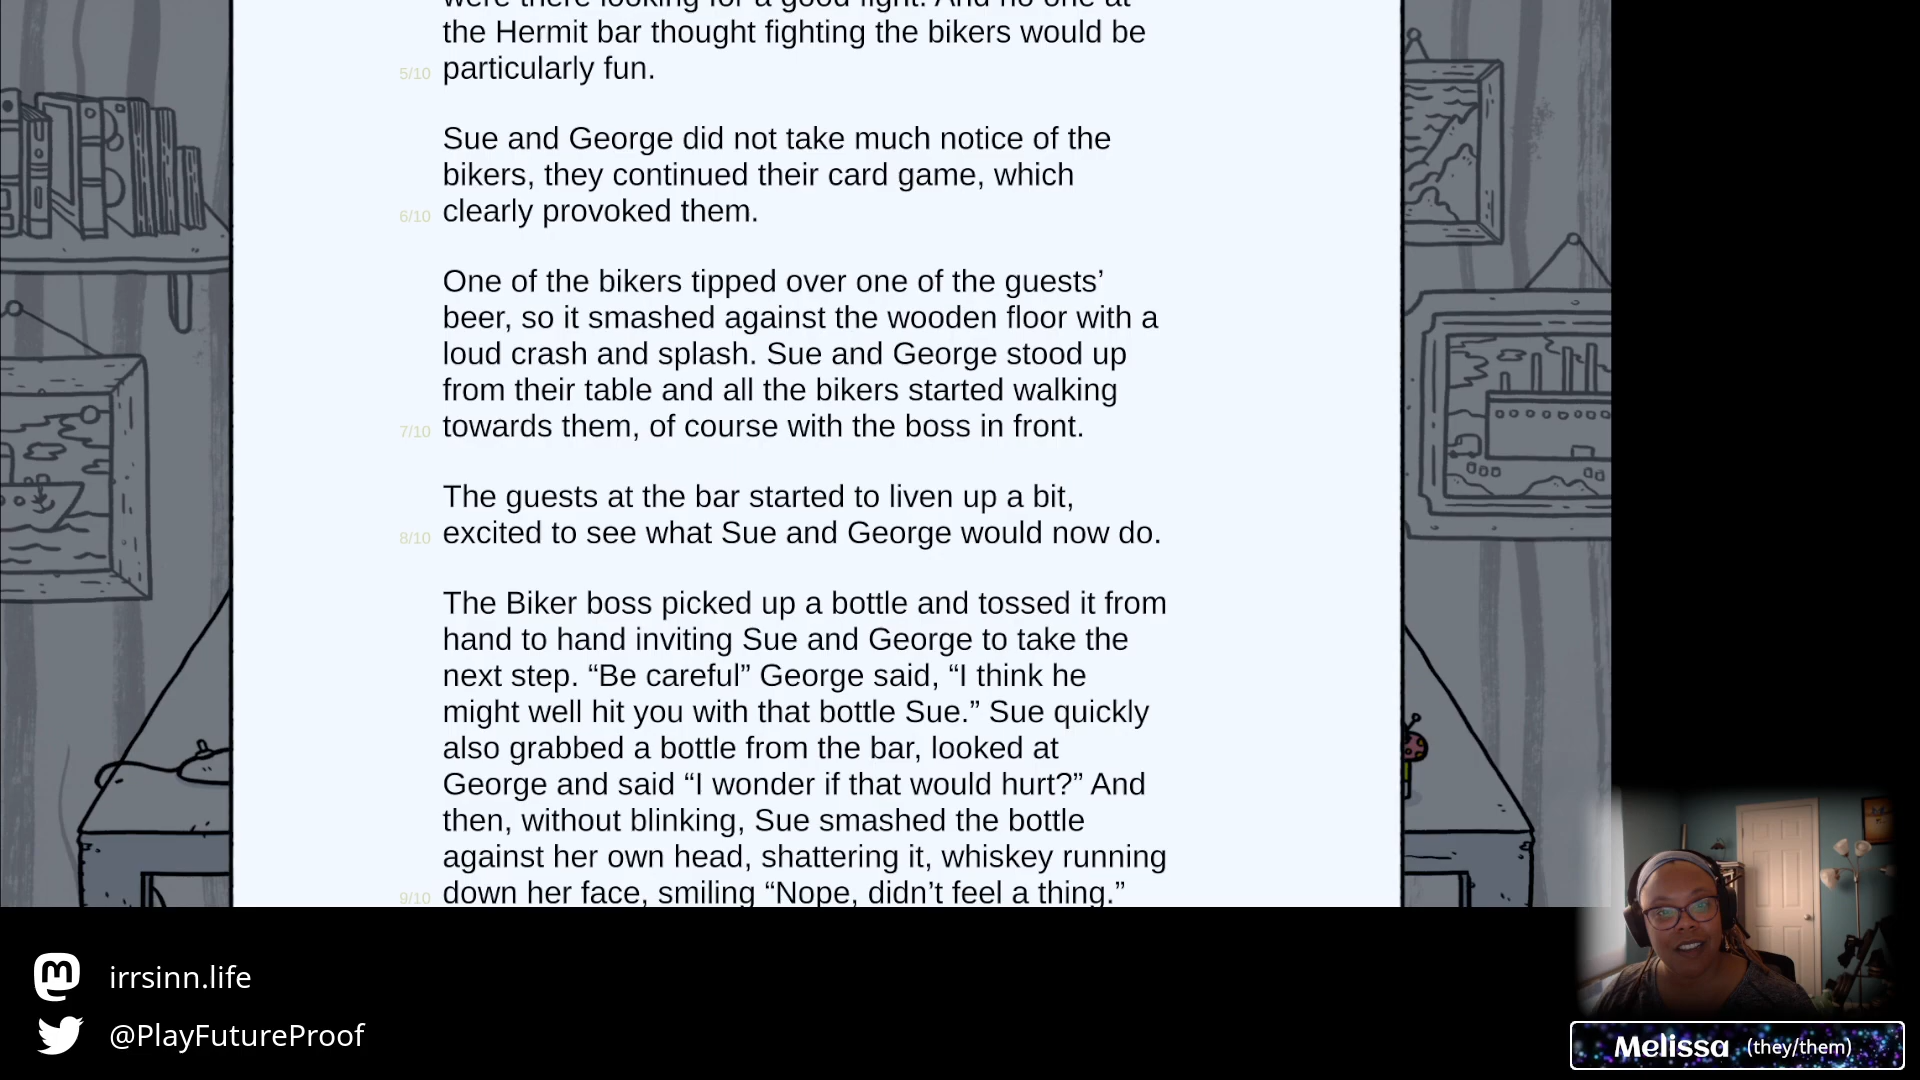 were there looking for a good fight. And no one at
the Hermit bar thought fighting the bikers would be
5/10 particularly fun.
Sue and George did not take much notice of the
bikers, they continued their card game, which
6/10 clearly provoked them.
One of the bikers tipped over one of the guests’
beer, so it smashed against the wooden floor with a
loud crash and splash. Sue and George stood up
from their table and all the bikers started walking
7/10 towards them, of course with the boss in front.
The guests at the bar started to liven up a bit,
8/10 excited to see what Sue and George would now do.
The Biker boss picked up a bottle and tossed it from
hand to hand inviting Sue and George to take the
next step. “Be careful” George said, “I think he
might well hit you with that bottle Sue.” Sue quickly
also grabbed a bottle from the bar, looked at
George and said “I wonder if that would hurt?” And
then, without blinking, Sue smashed the bottle
against her own head, shattering it, whiskey running
9/10 down her face, smiling “Nope, didn’t feel a thing.”
irrsinn.life
@PlayFutureProof
Melissa (they/them)